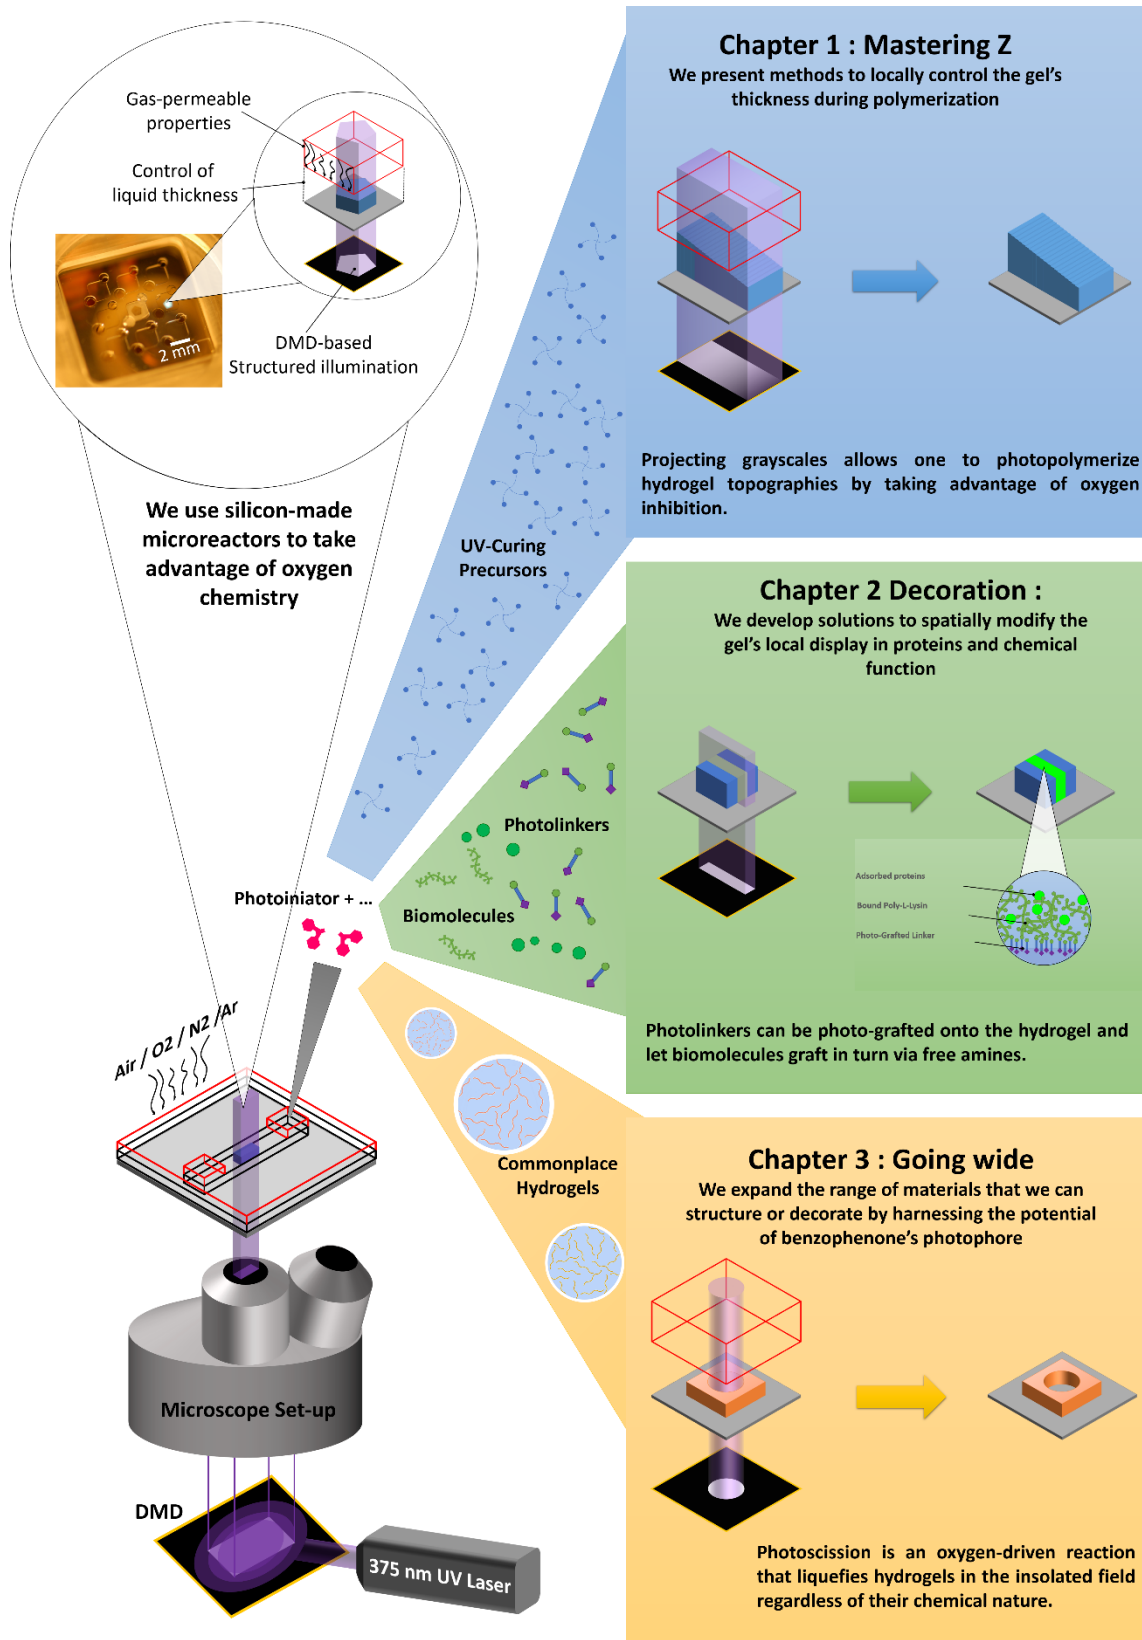 Gas-permeable
properties
Control of
liquid thickness
2 mm
DMD-based
Structured illumination
We use silicon-made
microreactors to take
advantage of oxygen
chemistry
UV-Curing
Precursors
Photolinkers
Biomolecules
Photoiniator + ...
Commonplace
Hydrogels
Air / O2 / N2 /Ar
Microscope Set-up
DMD
375 nm UV Laser
Chapter 1 : Mastering Z
We present methods to locally control the gel's
thickness during polymerization
Projecting grayscales allows one to photopolymerize
hydrogel topographies by taking advantage of oxygen
inhibition.
Chapter 2 Decoration :
We develop solutions to spatially modify the
gel's local display in proteins and chemical
function
Adsorbed proteins
Bound Poly-L-Lysin
Photo-Grafted Linker
Photolinkers can be photo-grafted onto the hydrogel and
let biomolecules graft in turn via free amines.
Chapter 3 : Going wide
We expand the range of materials that we can
structure or decorate by harnessing the potential
of benzophenone's photophore
Photoscission is an oxygen-driven reaction
that liquefies hydrogels in the insolated field
regardless of their chemical nature.